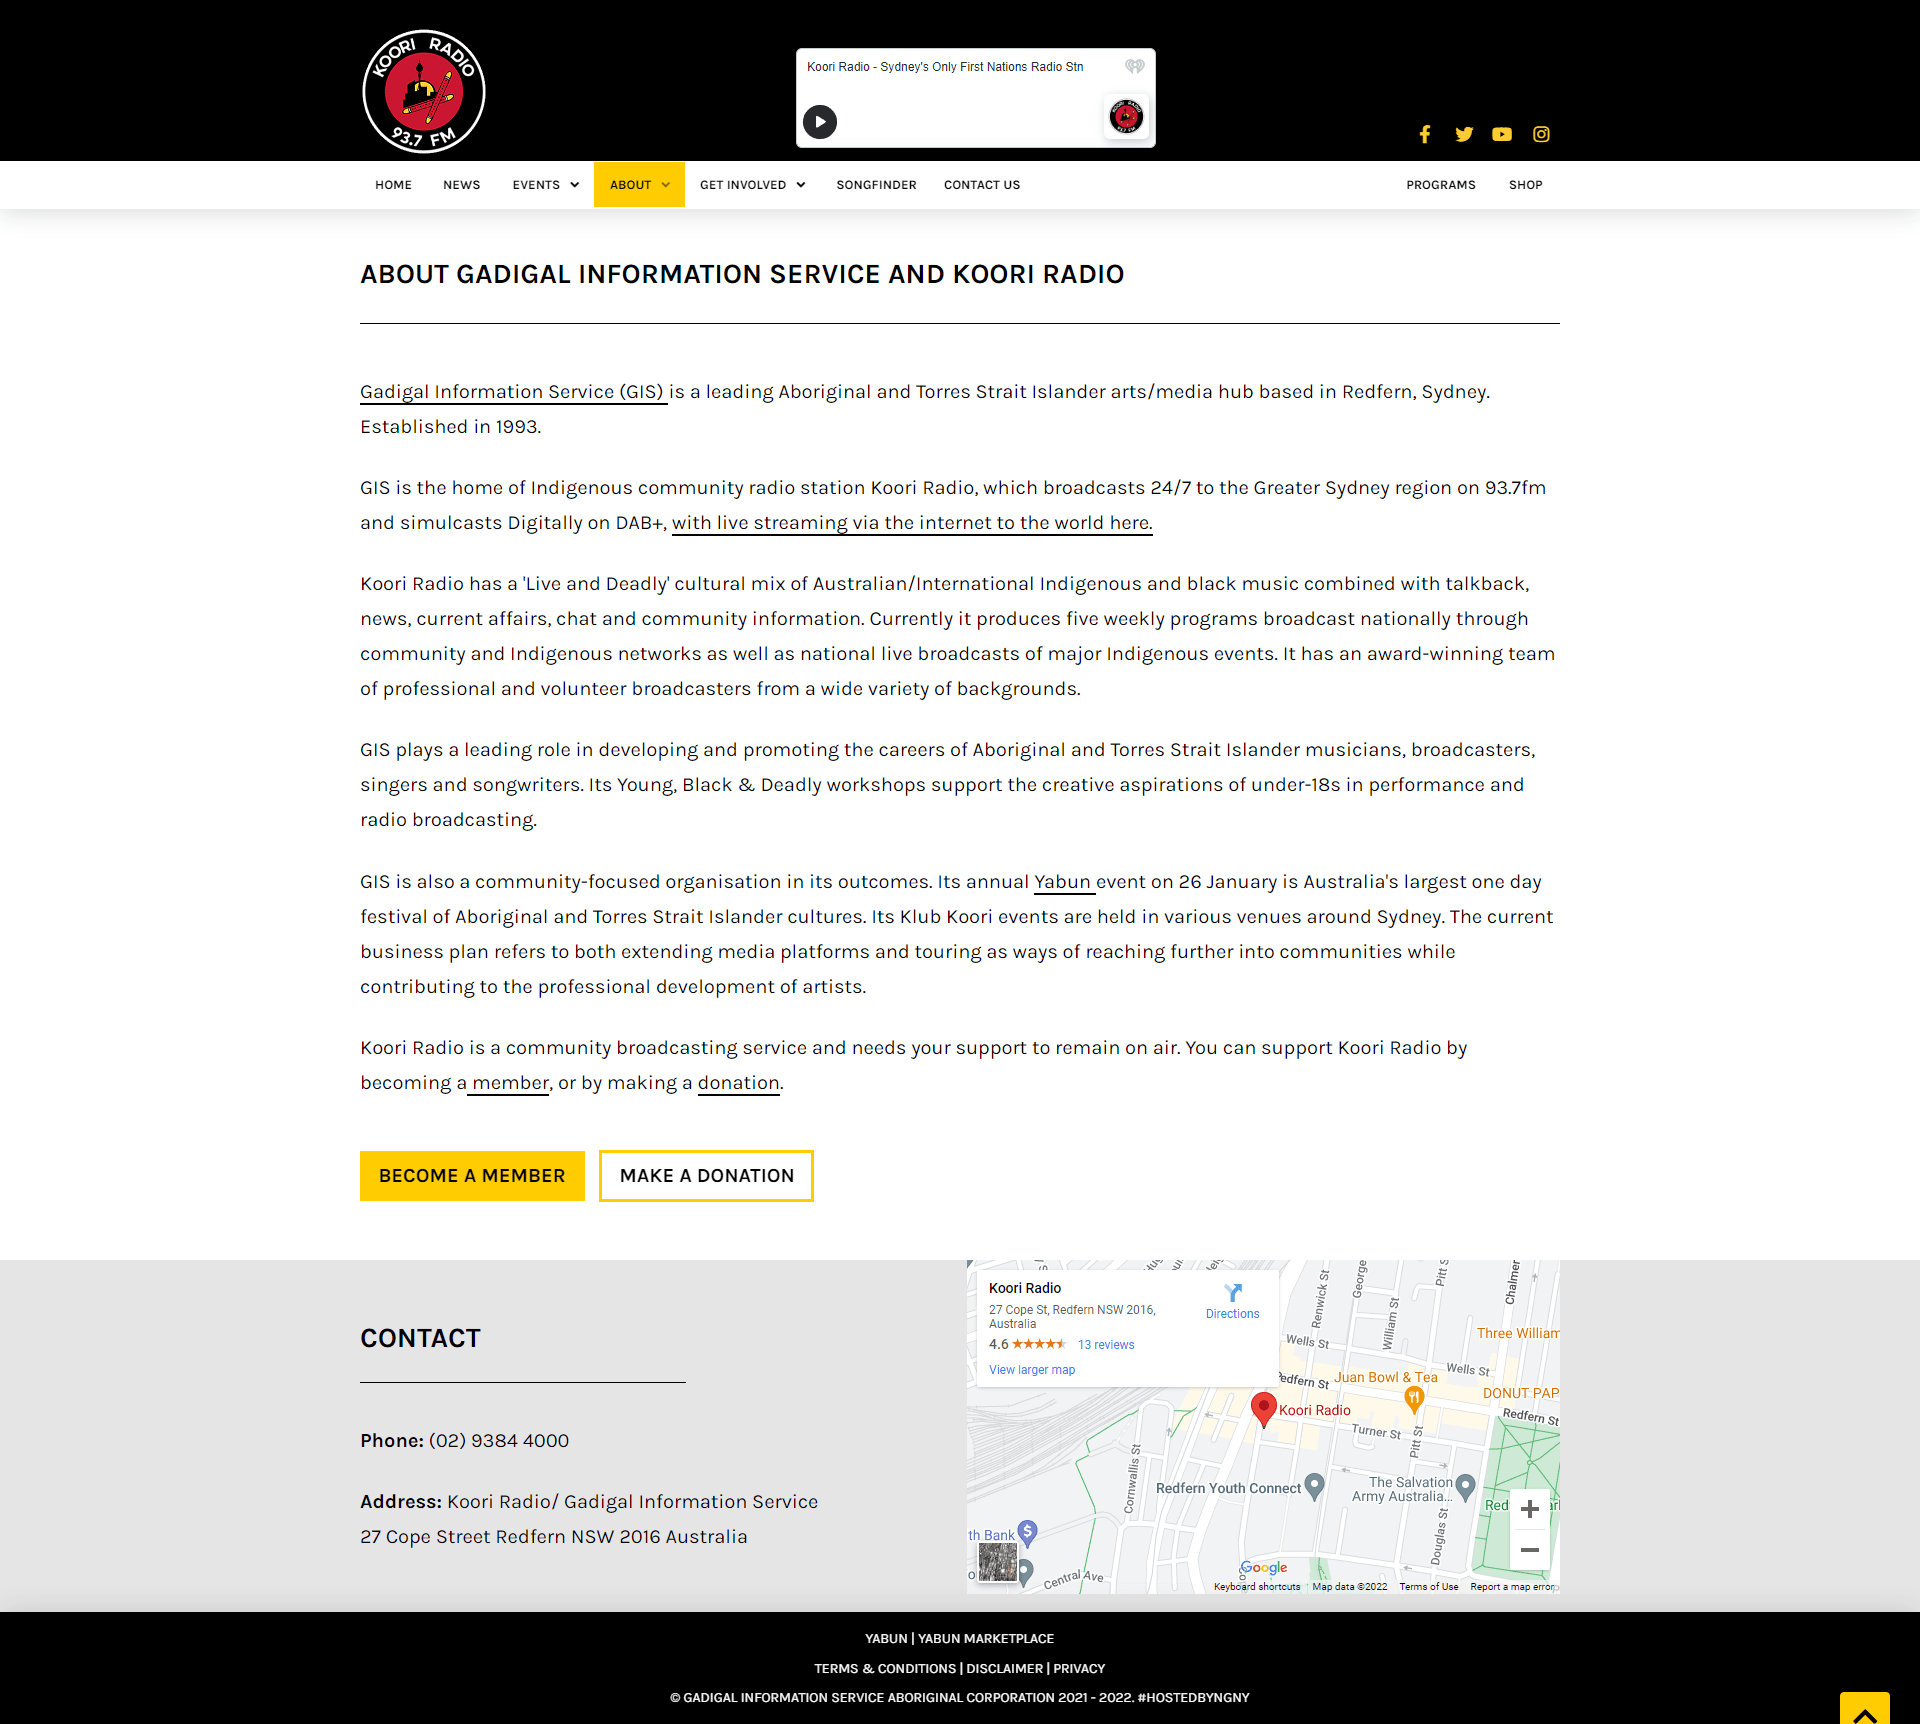 KOORI RADIO
93.7 FM
Koori Radio - Sydney's Only First Nations Radio Stn
HOME NEWS EVENTS ABOUT GET INVOLVED SONGFINDER CONTACT US PROGRAMS SHOP
ABOUT GADIGAL INFORMATION SERVICE AND KOORI RADIO
Gadigal Information Service (GIS) is a leading Aboriginal and Torres Strait Islander arts/media hub based in Redfern, Sydney.
Established in 1993.
GIS is the home of Indigenous community radio station Koori Radio, which broadcasts 24/7 to the Greater Sydney region on 93.7fm
and simulcasts Digitally on DAB+, with live streaming via the internet to the world here.
Koori Radio has a 'Live and Deadly' cultural mix of Australian/International Indigenous and black music combined with talkback,
news, current affairs, chat and community information. Currently it produces five weekly programs broadcast nationally through
community and Indigenous networks as well as national live broadcasts of major Indigenous events. It has an award-winning team
of professional and volunteer broadcasters from a wide variety of backgrounds.
GIS plays a leading role in developing and promoting the careers of Aboriginal and Torres Strait Islander musicians, broadcasters,
singers and songwriters. Its Young, Black & Deadly workshops support the creative aspirations of under-18s in performance and
radio broadcasting.
GIS is also a community-focused organisation in its outcomes. Its annual Yabun event on 26 January is Australia's largest one day
festival of Aboriginal and Torres Strait Islander cultures. Its Klub Koori events are held in various venues around Sydney. The current
business plan refers to both extending media platforms and touring as ways of reaching further into communities while
contributing to the professional development of artists.
Koori Radio is a community broadcasting service and needs your support to remain on air. You can support Koori Radio by
becoming a member, or by making a donation.
BECOME A MEMBER MAKE A DONATION
CONTACT
Phone: (02) 9384 4000
Address: Koori Radio/ Gadigal Information Service
27 Cope Street Redfern NSW 2016 Australia
Koori Radio
27 Cope St, Redfern NSW 2016,
Australia
4.6 13 reviews
View larger map
Directions
Renwick St
George
William St
Pitt S
Chalmer
Three William
Wells St
Wells St
Redfern St
Juan Bowl & Tea
DONUT PAP
Redfern St
Koori Radio
Turner St
Pitt St
Cornwallis St
Redfern Youth Connect
The Salvation
Army Australia...
Douglas St
th Bank
Central Ave
Google
Keyboard shortcuts Map data ©2022 Terms of Use Report a map error
YABUN | YABUN MARKETPLACE
TERMS & CONDITIONS | DISCLAIMER | PRIVACY
© GADIGAL INFORMATION SERVICE ABORIGINAL CORPORATION 2021 - 2022. #HOSTEDBYNGNY